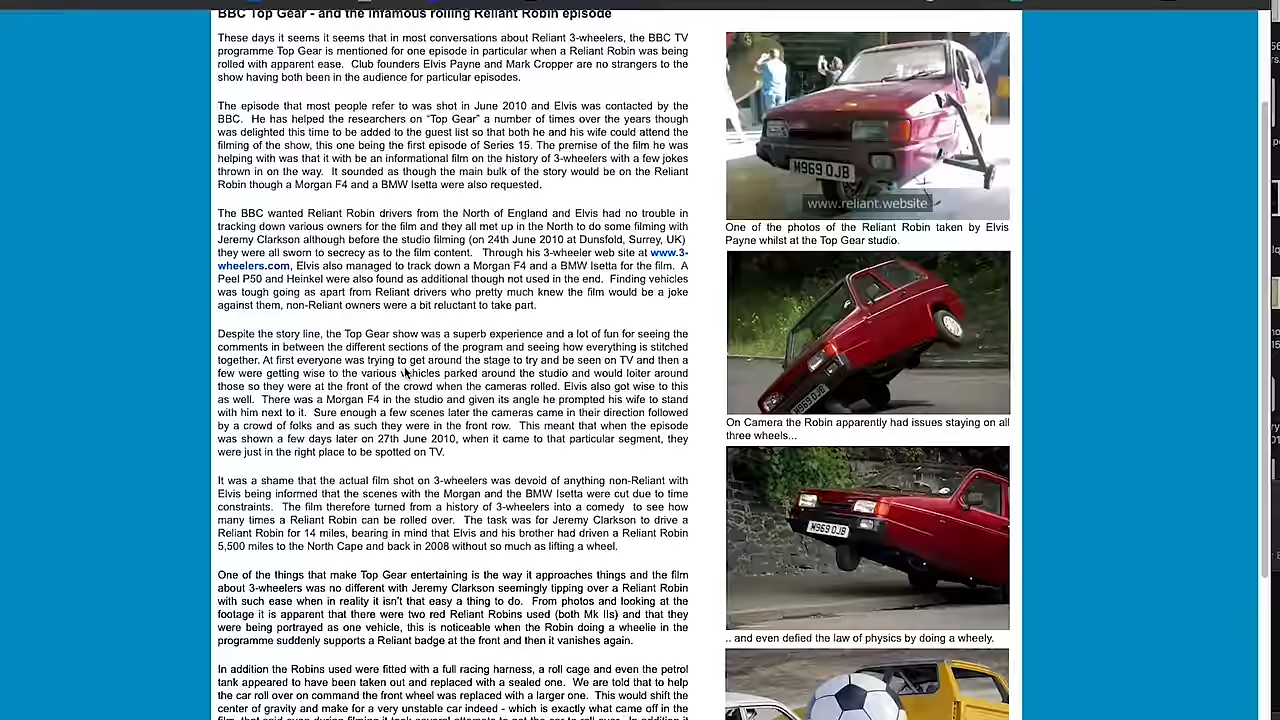 BBC Top Gear - and the infamous rolling Reliant Robin episode
These days it seems it seems that in most conversations about Reliant 3-wheelers, the BBC TV
programme Top Gear is mentioned for one episode in particular when a Reliant Robin was being
rolled with apparent ease. Club founders Elvis Payne and Mark Cropper are no strangers to the
show having both been in the audience for particular episodes.
The episode that most people refer to was shot in June 2010 and Elvis was contacted by the
BBC. He has helped the researchers on “Top Gear” a number of times over the years though
was delighted this time to be added to the guest list so that both he and his wife could attend the
filming of the show, this one being the first episode of Series 15. The premise of the film he was
helping with was that it with be an informational film on the history of 3-wheelers with a few jokes
thrown in on the way. It sounded as though the main bulk of the story would be on the Reliant
Robin though a Morgan F4 and a BMW Isetta were also requested.
The BBC wanted Reliant Robin drivers from the North of England and Elvis had no trouble in
tracking down various owners for the film and they all met up in the North to do some filming with
Jeremy Clarkson although before the studio filming (on 24th June 2010 at Dunsfold, Surrey, UK)
they were all sworn to secrecy as to the film content. Through his 3-wheeler web site at www.3-
wheelers.com, Elvis also managed to track down a Morgan F4 and a BMW Isetta for the film. A
Peel P50 and Heinkel were also found as additional though not used in the end. Finding vehicles
was tough going as apart from Reliant drivers who pretty much knew the film would be a joke
against them, non-Reliant owners were a bit reluctant to take part.
Despite the story line, the Top Gear show was a superb experience and a lot of fun for seeing the
comments in between the different sections of the program and seeing how everything is stitched
together. At first everyone was trying to get around the stage to try and be seen on TV and then a
few were getting wise to the various vehicles parked around the studio and would loiter around
those so they were at the front of the crowd when the cameras rolled. Elvis also got wise to this
as well. There was a Morgan F4 in the studio and given its angle he prompted his wife to stand
with him next to it. Sure enough a few scenes later the cameras came in their direction followed
by a crowd of folks and as such they were in the front row. This meant that when the episode
was shown a few days later on 27th June 2010, when it came to that particular segment, they
were just in the right place to be spotted on TV.
It was a shame that the actual film shot on 3-wheelers was devoid of anything non-Reliant with
Elvis being informed that the scenes with the Morgan and the BMW Isetta were cut due to time
constraints. The film therefore turned from a history of 3-wheelers into a comedy to see how
many times a Reliant Robin can be rolled over. The task was for Jeremy Clarkson to drive a
Reliant Robin for 14 miles, bearing in mind that Elvis and his brother had driven a Reliant Robin
5,500 miles to the North Cape and back in 2008 without so much as lifting a wheel.
One of the things that make Top Gear entertaining is the way it approaches things and the film
about 3-wheelers was no different with Jeremy Clarkson seemingly tipping over a Reliant Robin
with such ease when in reality it isn't that easy a thing to do. From photos and looking at the
footage it is apparent that there were two red Reliant Robins used (both Mk IIs) and that they
were being portrayed as one vehicle, this is noticeable when the Robin doing a wheelie in the
programme suddenly supports a Reliant badge at the front and then it vanishes again.
In addition the Robins used were fitted with a full racing harness, a roll cage and even the petrol
tank appeared to have been taken out and replaced with a sealed one. We are told that to help
the car roll over on command the front wheel was replaced with a larger one. This would shift the
center of gravity and make for a very unstable car indeed - which is exactly what came off in the
M969 OJB
www.reliant.website
One of the photos of the Reliant Robin taken by Elvis
Payne whilst at the Top Gear studio.
M969 OJB
On Camera the Robin apparently had issues staying on all
three wheels...
M969 OJB
.. and even defied the law of physics by doing a wheely.